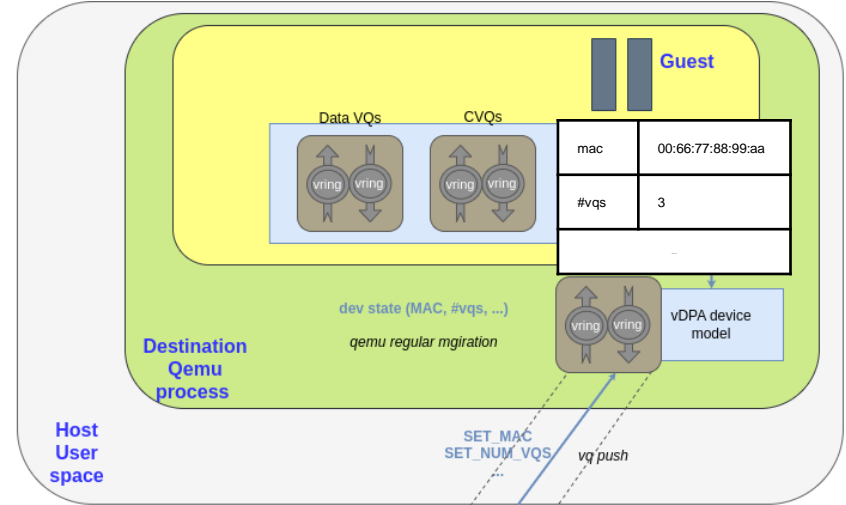 Guest
Data VQs
CVQs
vring
vring
vring
vring
mac
00:66:77:88:99:aa
#vqs
3
...
dev state (MAC, #vqs, ...)
qemu regular mgiration
vring
vring
vDPA device
model
Destination
Qemu
process
Host
User
space
SET_MAC
SET_NUM_VQS
...
vq push